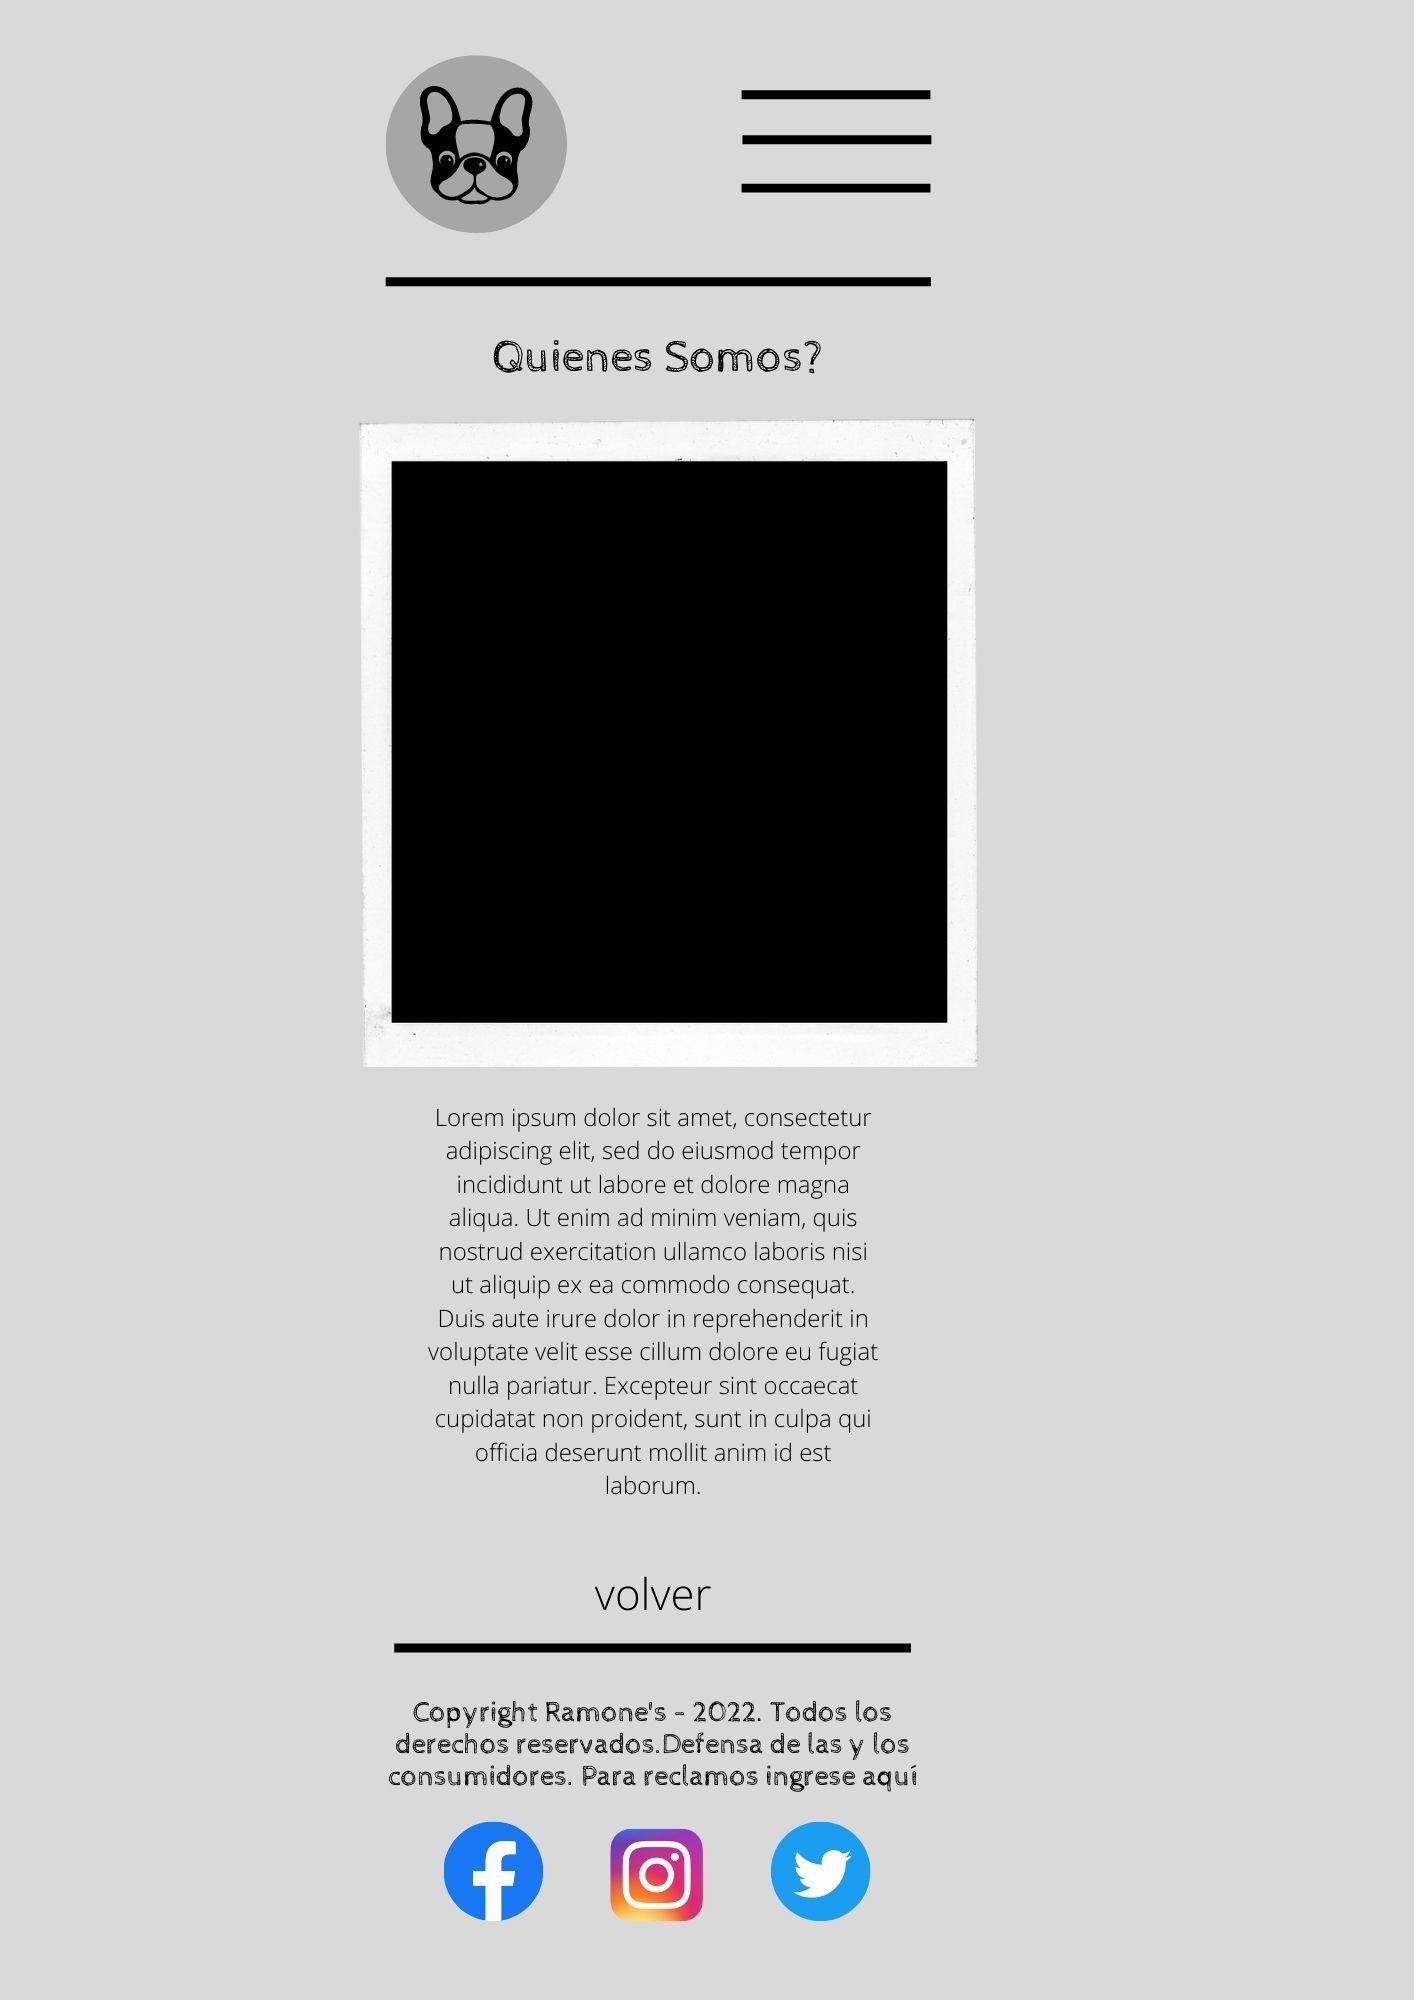 Quienes Somos?
Lorem ipsum dolor sit amet, consectetur
adipiscing elit, sed do eiusmod tempor
incididunt ut labore et dolore magna
aliqua. Ut enim ad minim veniam, quis
nostrud exercitation ullamco laboris nisi
ut aliquip ex ea commodo consequat.
Duis aute irure dolor in reprehenderit in
voluptate velit esse cillum dolore eu fugiat
nulla pariatur. Excepteur sint occaecat
cupidatat non proident, sunt in culpa qui
officia deserunt mollit anim id est
laborum.
volver
Copyright Ramone's - 2022. Todos los
derechos reservados.Defensa de las y los
consumidores. Para reclamos ingrese aquí